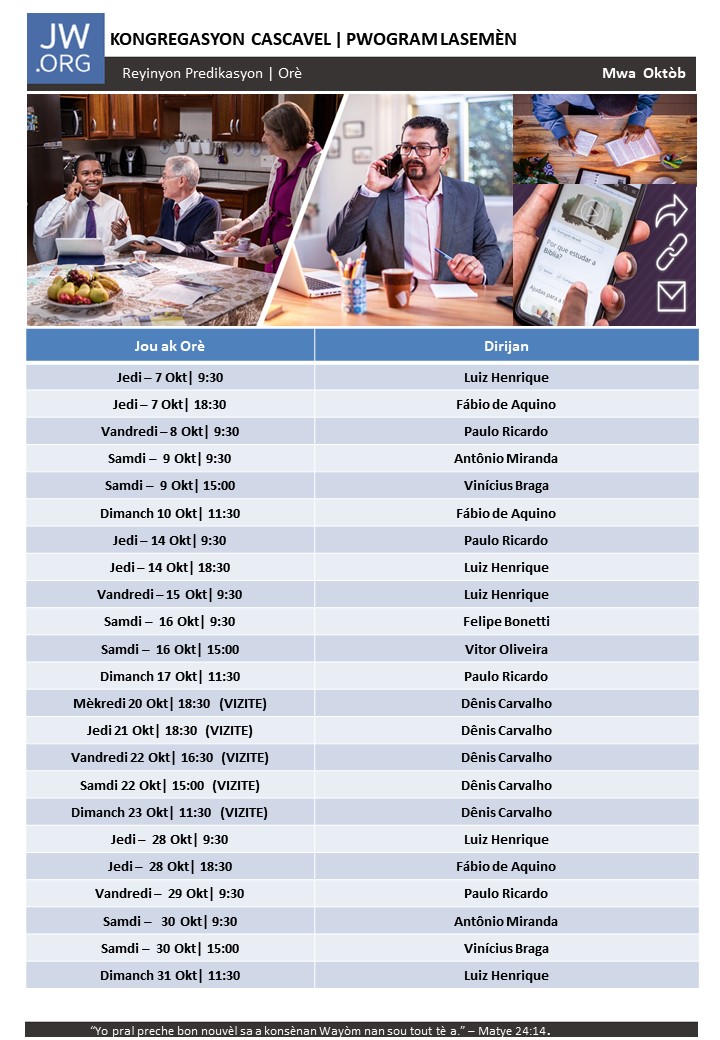 JW
.ORG
KONGREGASYON CASCAVEL | PWOGRAM LASEMÈN
Reyinyon Predikasyon | Orè
Mwa Oktòb
Por que estudar a
Bíblia?
Ajudas para a
Jou ak Orè Dirijan
Jedi – 7 Okt| 9:30 Luiz Henrique
Jedi – 7 Okt| 18:30 Fábio de Aquino
Vandredi – 8 Okt| 9:30 Paulo Ricardo
Samdi – 9 Okt| 9:30 Antônio Miranda
Samdi – 9 Okt| 15:00 Vinícius Braga
Dimanch 10 Okt| 11:30 Fábio de Aquino
Jedi – 14 Okt| 9:30 Paulo Ricardo
Jedi – 14 Okt| 18:30 Luiz Henrique
Vandredi – 15 Okt| 9:30 Luiz Henrique
Samdi – 16 Okt| 9:30 Felipe Bonetti
Samdi – 16 Okt| 15:00 Vitor Oliveira
Dimanch 17 Okt| 11:30 Paulo Ricardo
Mèkredi 20 Okt| 18:30 (VIZITE) Dênis Carvalho
Jedi 21 Okt| 18:30 (VIZITE) Dênis Carvalho
Vandredi 22 Okt| 16:30 (VIZITE) Dênis Carvalho
Samdi 22 Okt| 15:00 (VIZITE) Dênis Carvalho
Dimanch 23 Okt| 11:30 (VIZITE) Dênis Carvalho
Jedi – 28 Okt| 9:30 Luiz Henrique
Jedi – 28 Okt| 18:30 Fábio de Aquino
Vandredi – 29 Okt| 9:30 Paulo Ricardo
Samdi – 30 Okt| 9:30 Antônio Miranda
Samdi – 30 Okt| 15:00 Vinícius Braga
Dimanch 31 Okt| 11:30 Luiz Henrique
“Yo pral preche bon nouvèl sa a konsènan Wayòm nan sou tout tè a.” – Matye 24:14.